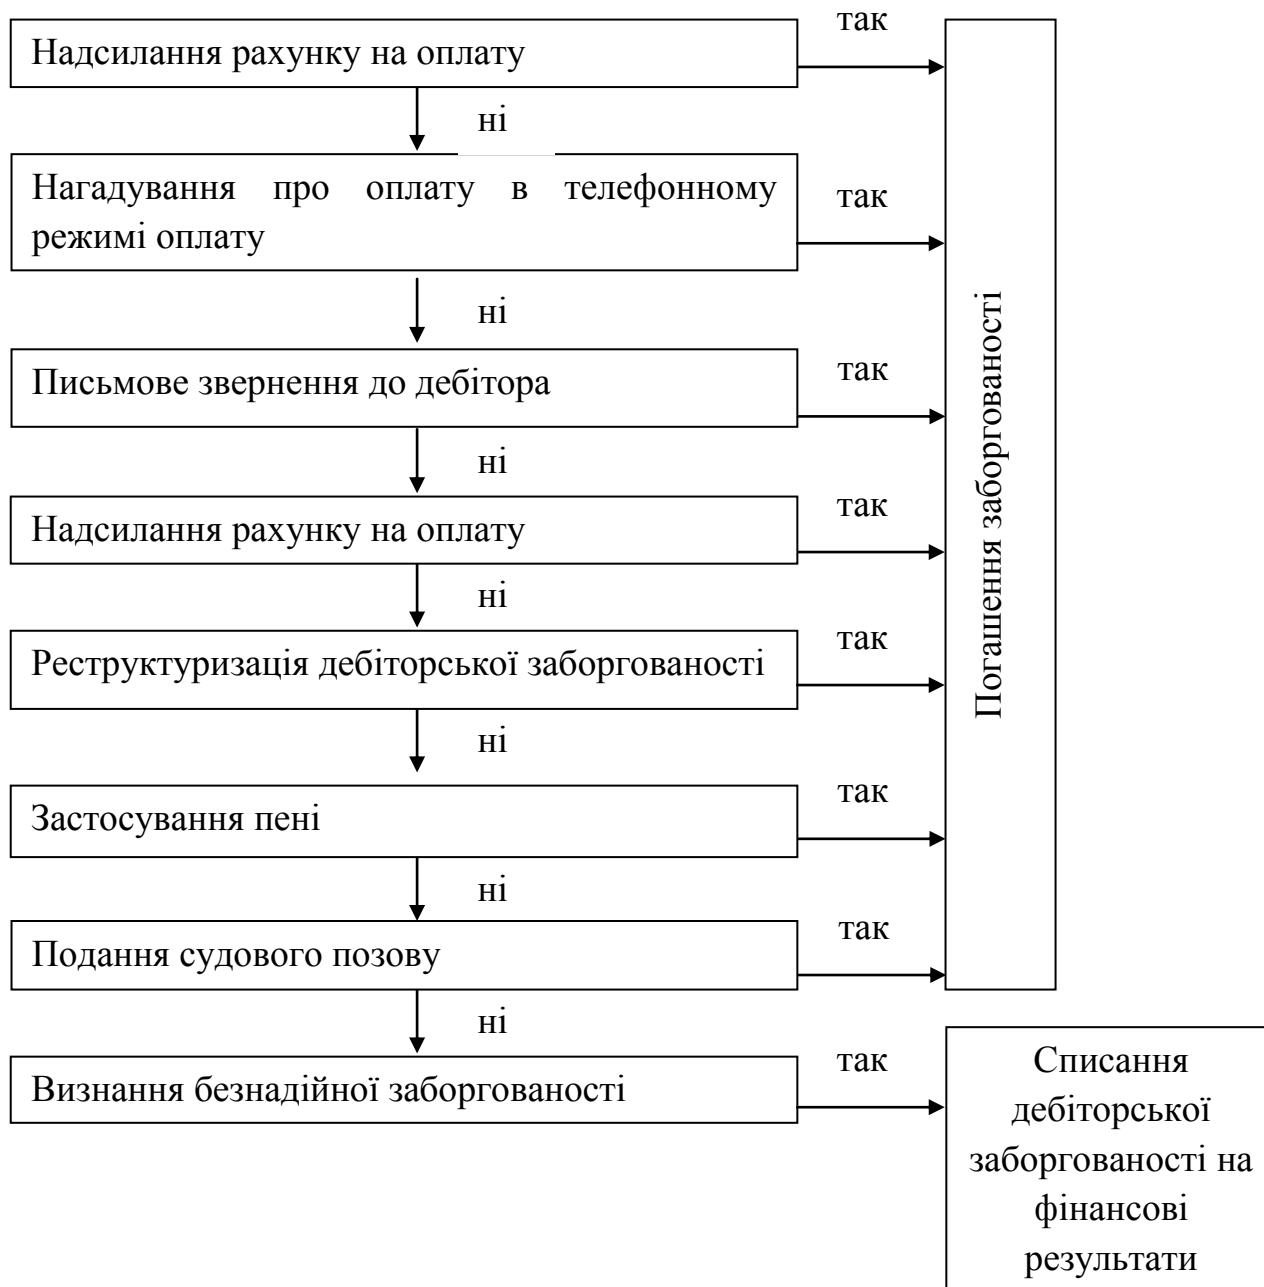 так
Надсилання рахунку на оплату
ні
Нагадування про оплату в телефонному
режимі оплату
так
ні
Письмове звернення до дебітора
так
ні
Надсилання рахунку на оплату
так
ні
Реструктуризація дебіторської заборгованості
так
ні
Застосування пені
так
ні
Подання судового позову
так
ні
Визнання безнадійної заборгованості
так
Погашення заборгованості
Списання
дебіторської
заборгованості на
фінансові
результати